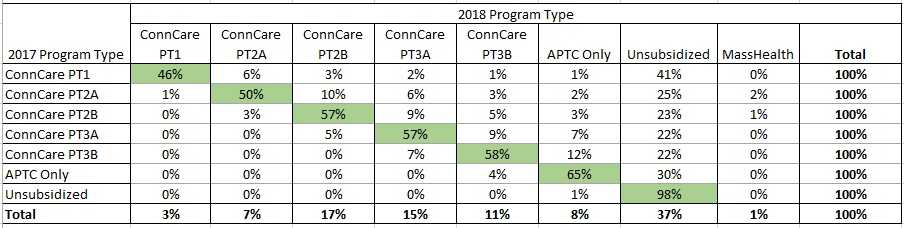 2018 Program Type
2017 Program Type ConnCare PT1 ConnCare PT2A ConnCare PT2B ConnCare PT3A ConnCare PT3B APTC Only Unsubsidized MassHealth Total
ConnCare PT1 46% 6% 3% 2% 1% 1% 41% 0% 100%
ConnCare PT2A 1% 50% 10% 6% 3% 2% 25% 2% 100%
ConnCare PT2B 0% 3% 57% 9% 5% 3% 23% 1% 100%
ConnCare PT3A 0% 0% 5% 57% 9% 7% 22% 0% 100%
ConnCare PT3B 0% 0% 0% 7% 58% 12% 22% 0% 100%
APTC Only 0% 0% 0% 0% 4% 65% 30% 0% 100%
Unsubsidized 0% 0% 0% 0% 0% 1% 98% 0% 100%
Total 3% 7% 17% 15% 11% 8% 37% 1% 100%